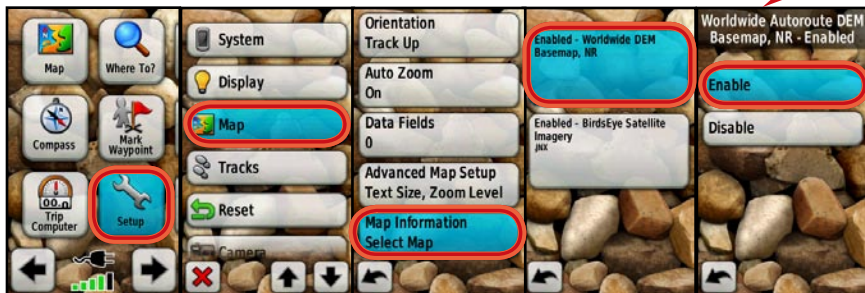 Map
Where To?
Compass
Mark
Waypoint
Trip
Computer
Setup
System
Display
Map
Tracks
Reset
Camera
Orientation
Track Up
Auto Zoom
On
Data Fields
0
Advanced Map Setup
Text Size, Zoom Level
Map Information
Select Map
Enabled - Worldwide DEM
Basemap, NR
Enabled - BirdsEye Satellite
Imagery
.JNX
Worldwide Autoroute DEM
Basemap, NR - Enabled
Enable
Disable